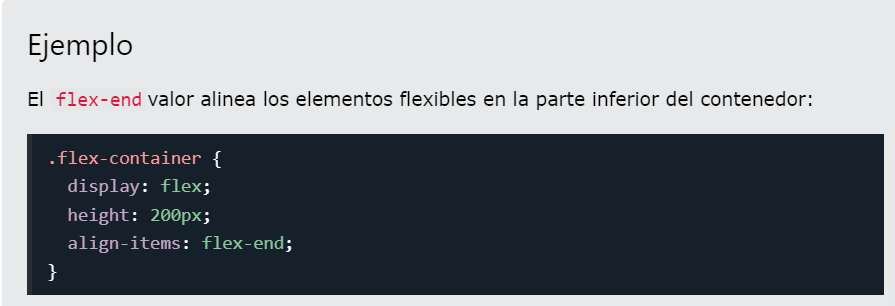 Ejemplo
El flex-end valor alinea los elementos flexibles en la parte inferior del contenedor:
.flex-container {
  display: flex;
  height: 200px;
  align-items: flex-end;
}